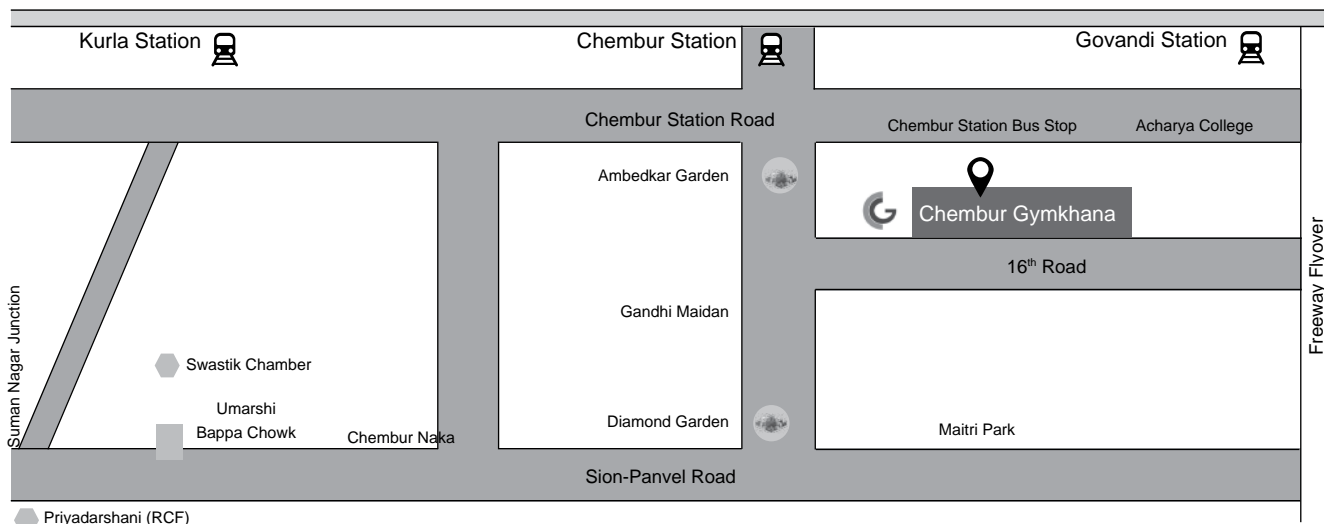 Kurla Station
Chembur Station
Govandi Station
Chembur Station Road
Chembur Station Bus Stop
Acharya College
Ambedkar Garden
Chembur Gymkhana
16th Road
Suman Nagar Junction
Freeway Flyover
Gandhi Maidan
Swastik Chamber
Umarshi
Bappa Chowk
Chembur Naka
Diamond Garden
Maitri Park
Sion-Panvel Road
Priyadarshani (RCF)